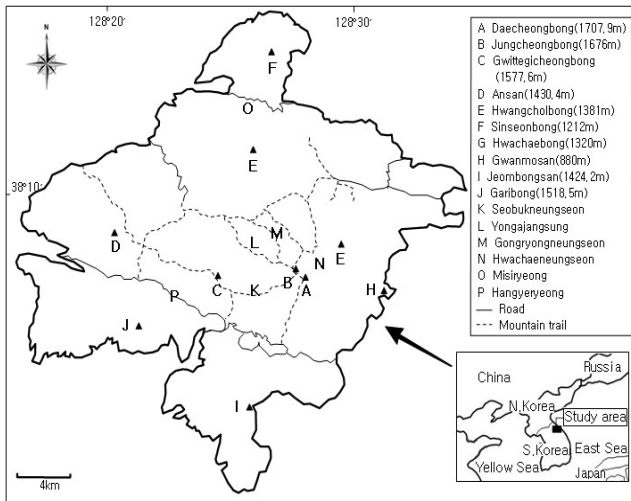 128°20'
128°30'
N
F
O
E
38°10'
D
M
L
N
E
B
C
K
A
H
P
J
I
4km
A Daecheongbong(1707,9m)
B Jungcheongbong(1676m)
C Gwittegicheongbong
(1577,6m)
D Ansan(1430,4m)
E Hwangcholbong(1381m)
F Sinseonbong(1212m)
G Hwachaebong(1320m)
H Gwanmosan(880m)
I Jeombongsan(1424,2m)
J Garibong(1518,5m)
K Seobukneungseon
L Yongajangsung
M Gongryongneungseon
N Hwachaeneungseon
O Misiryeong
P Hangyeryeong
Road
Mountain trail
China
Russia
N.Korea
Study area
S.Korea
East Sea
Yellow Sea
Japan